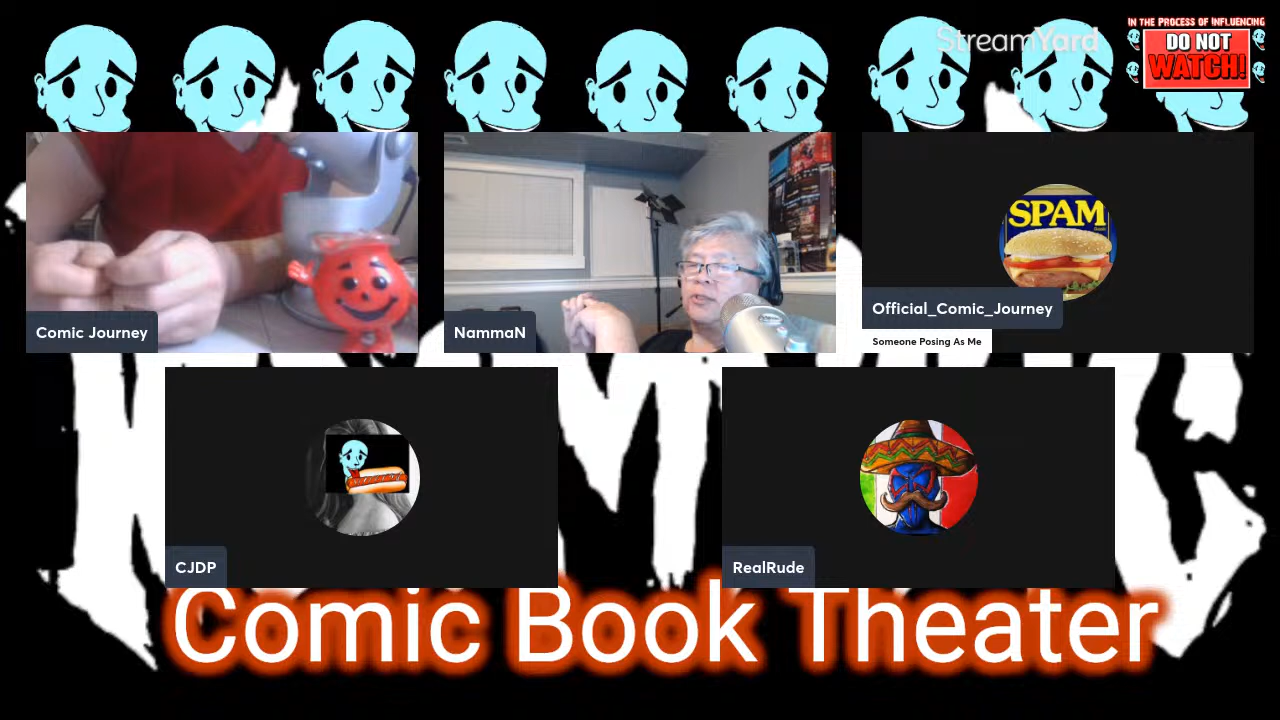 StreamYard
IN THE PROCESS OF INFLUENCING
DO NOT
WATCH!
Comic Journey
NammaN
SPAM
Official_Comic_Journey
Someone Posing As Me
CJDP
RealRude
Comic Book Theater